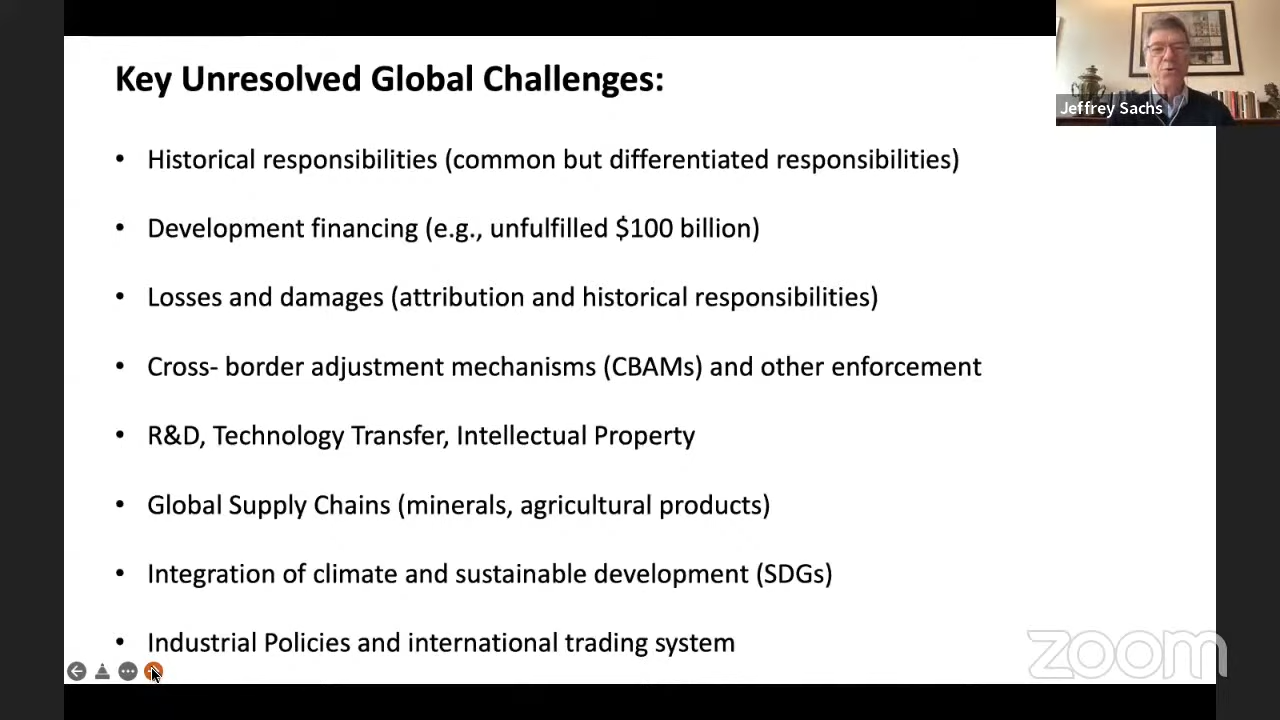 Key Unresolved Global Challenges:
Jeffrey Sachs
• Historical responsibilities (common but differentiated responsibilities)
• Development financing (e.g., unfulfilled $100 billion)
• Losses and damages (attribution and historical responsibilities)
• Cross- border adjustment mechanisms (CBAMs) and other enforcement
• R&D, Technology Transfer, Intellectual Property
• Global Supply Chains (minerals, agricultural products)
• Integration of climate and sustainable development (SDGs)
• Industrial Policies and international trading system
zoom